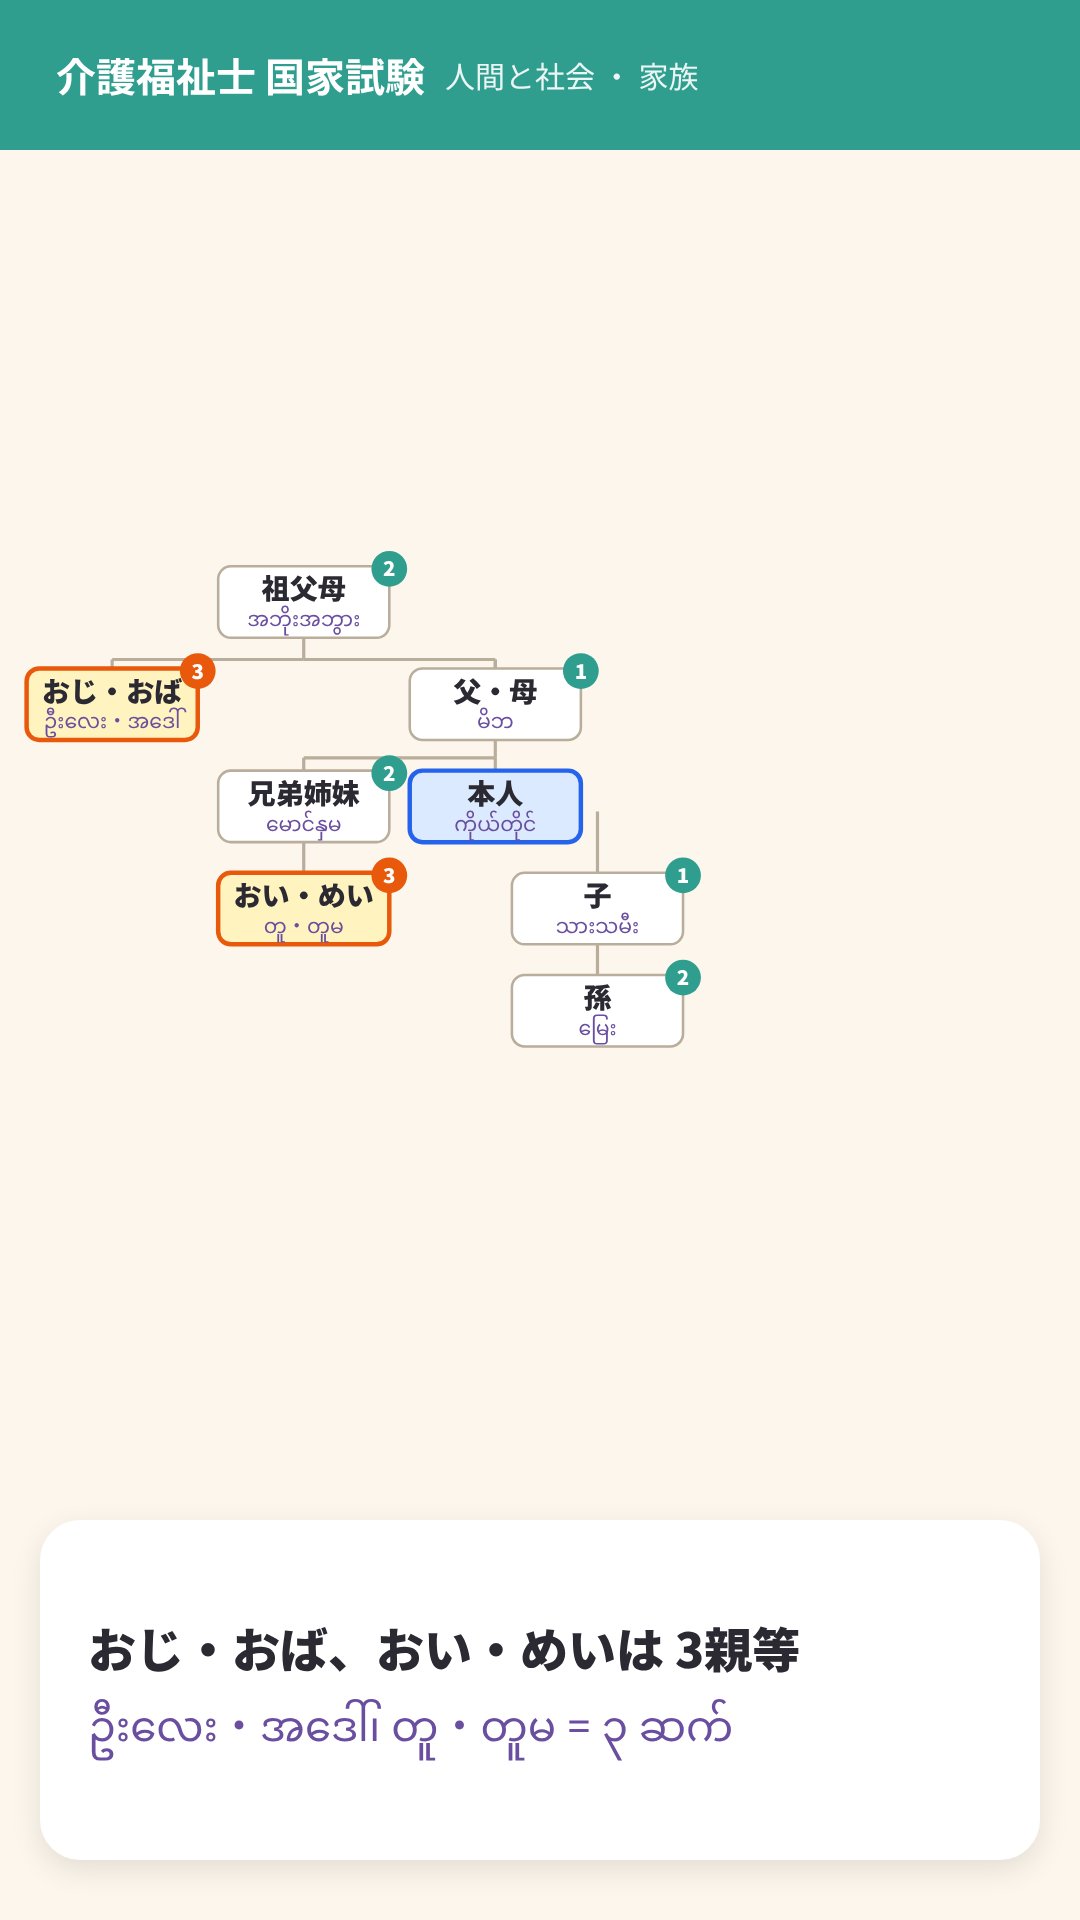 介護福祉士 国家試験 人間と社会 ・ 家族
祖父母
အဘိုးအဘွား
2
おじ・おば
ဦးလေး・အဒေါ်
3
父・母
မိဘ
1
兄弟姉妹
မောင်နှမ
2
本人
ကိုယ်တိုင်
おい・めい
တူ・တူမ
3
子
သားသမီး
1
孫
မြေး
2
おじ・おば、おい・めいは 3親等
ဦးလေး・အဒေါ်၊ တူ・တူမ = ၃ ဆက်